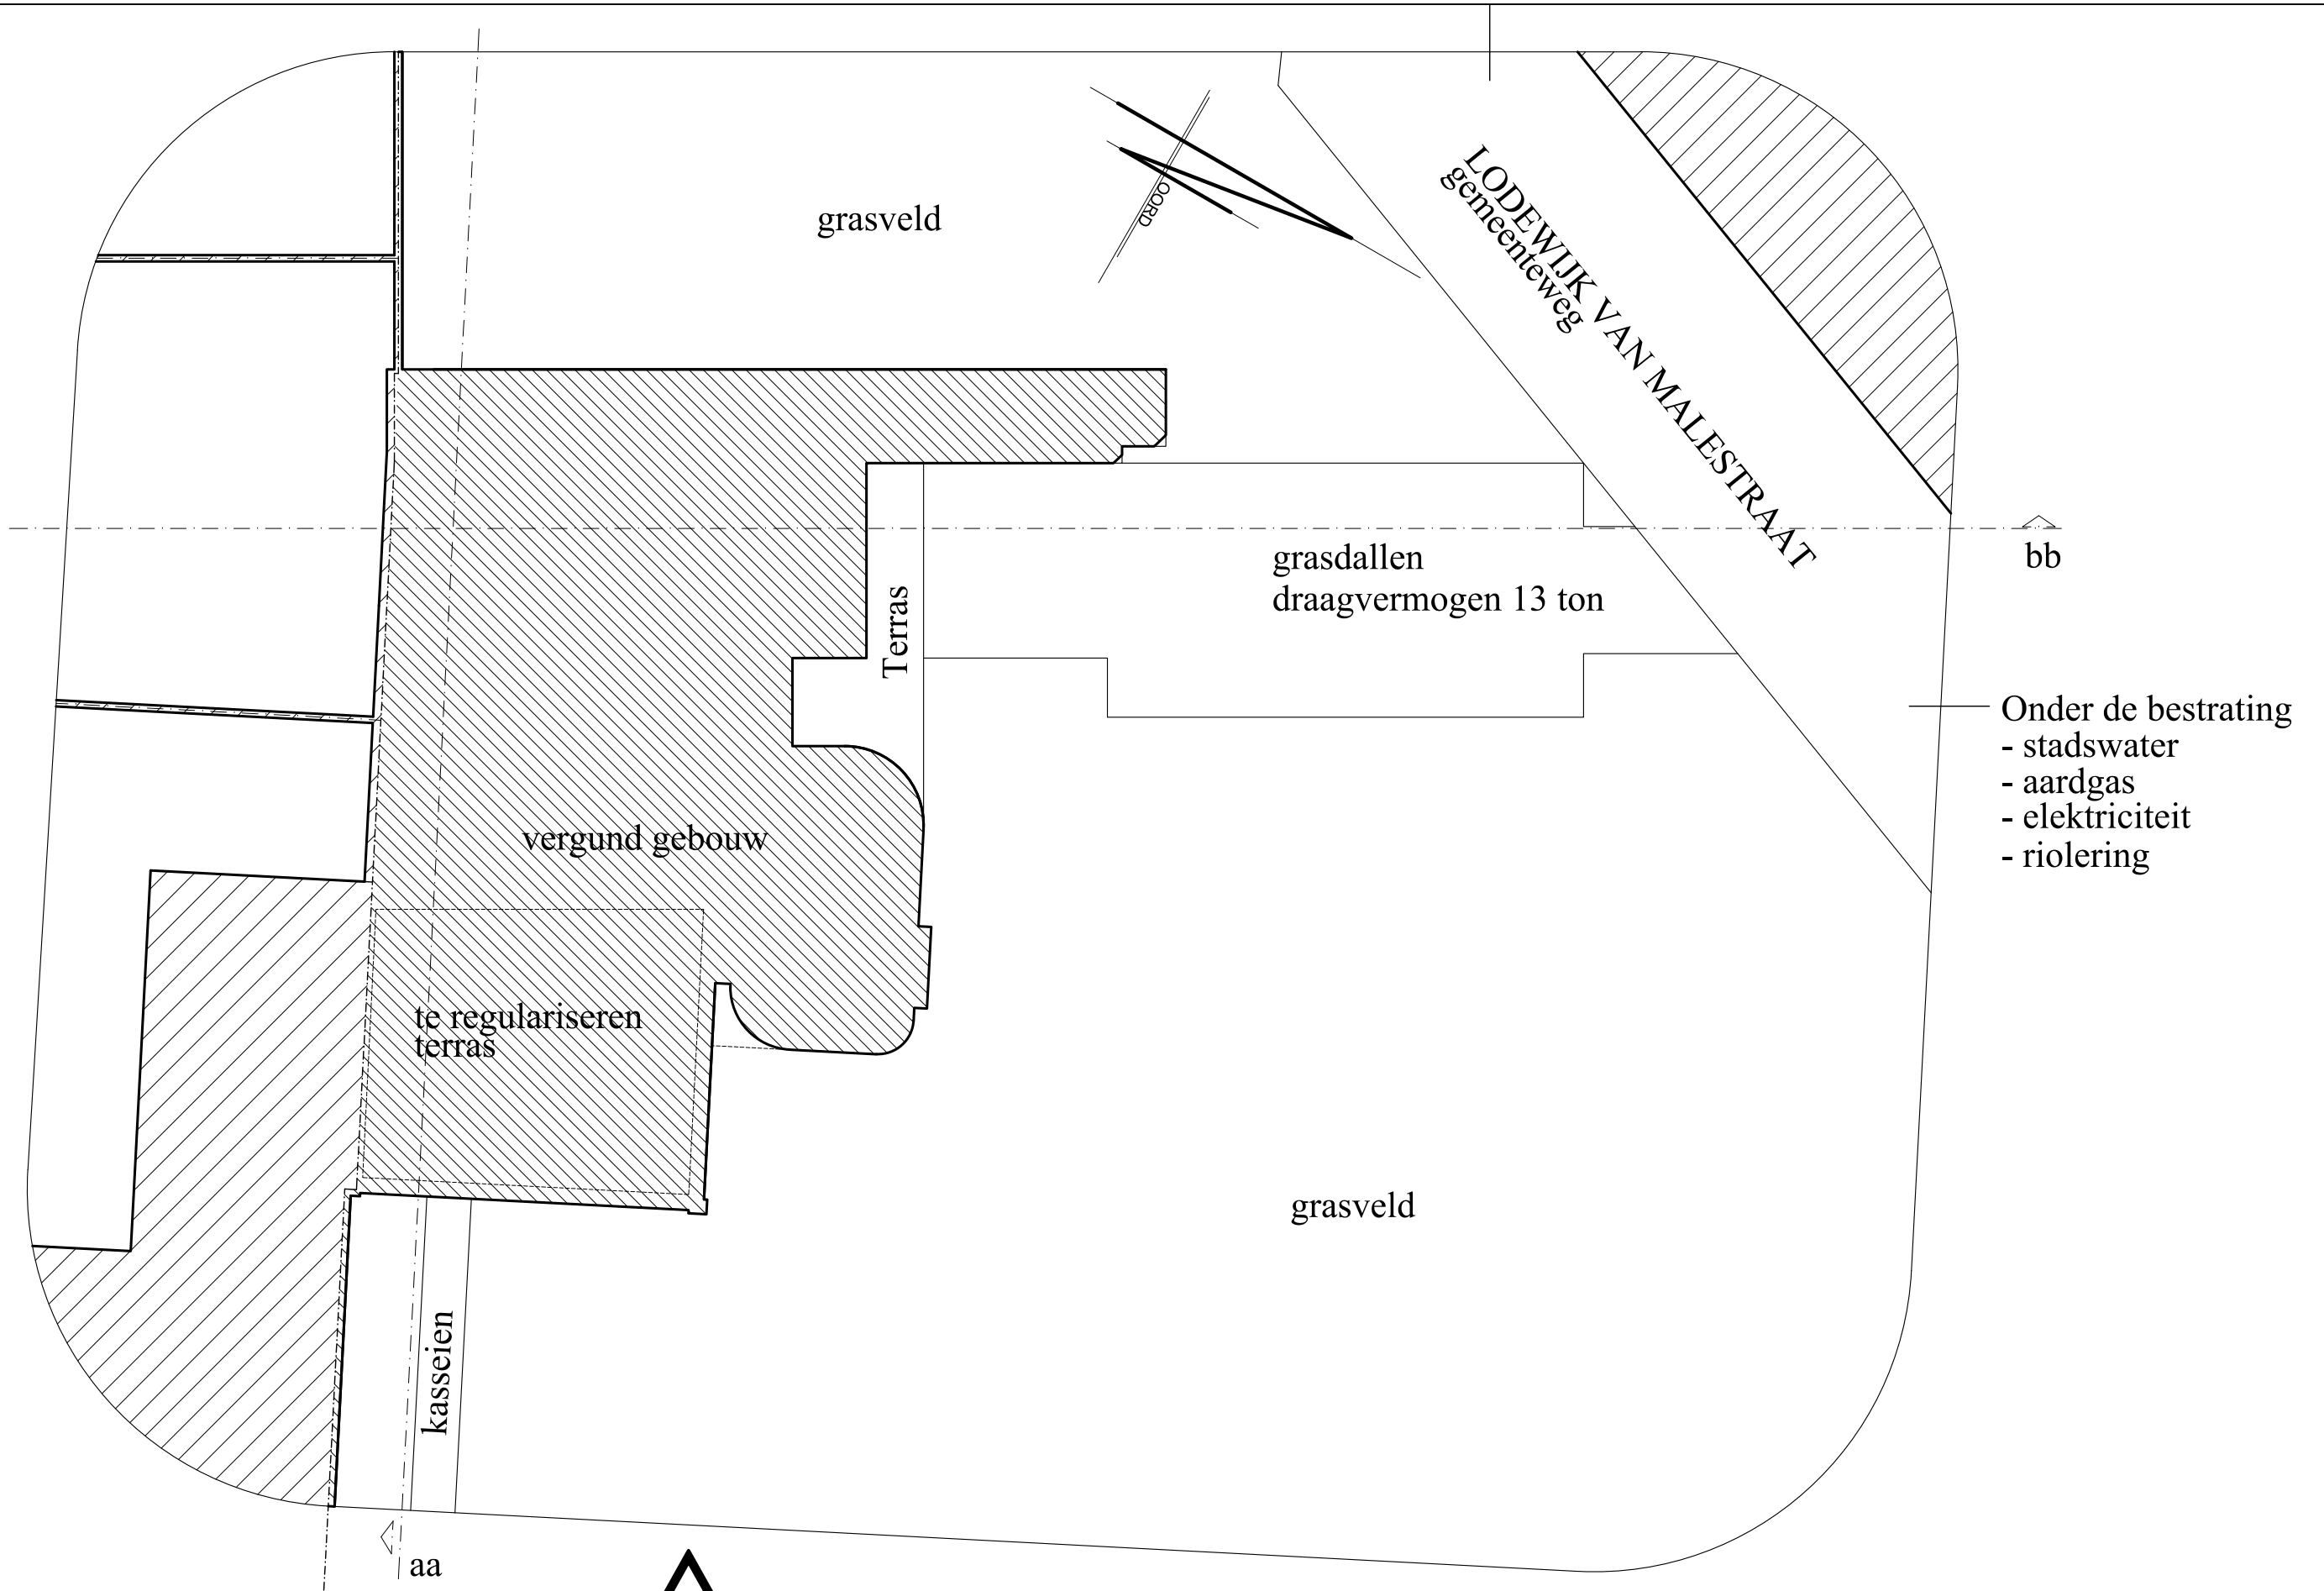 grasveld
OORD
LODEWIJK VAN MALESTRAAT
gemeenteweg
bb
grasdallen
draagvermogen 13 ton
Terras
Onder de bestrating
- stadswater
- aardgas
- elektriciteit
- riolering
vergund gebouw
te regulariseren
terras
grasveld
kasseien
aa